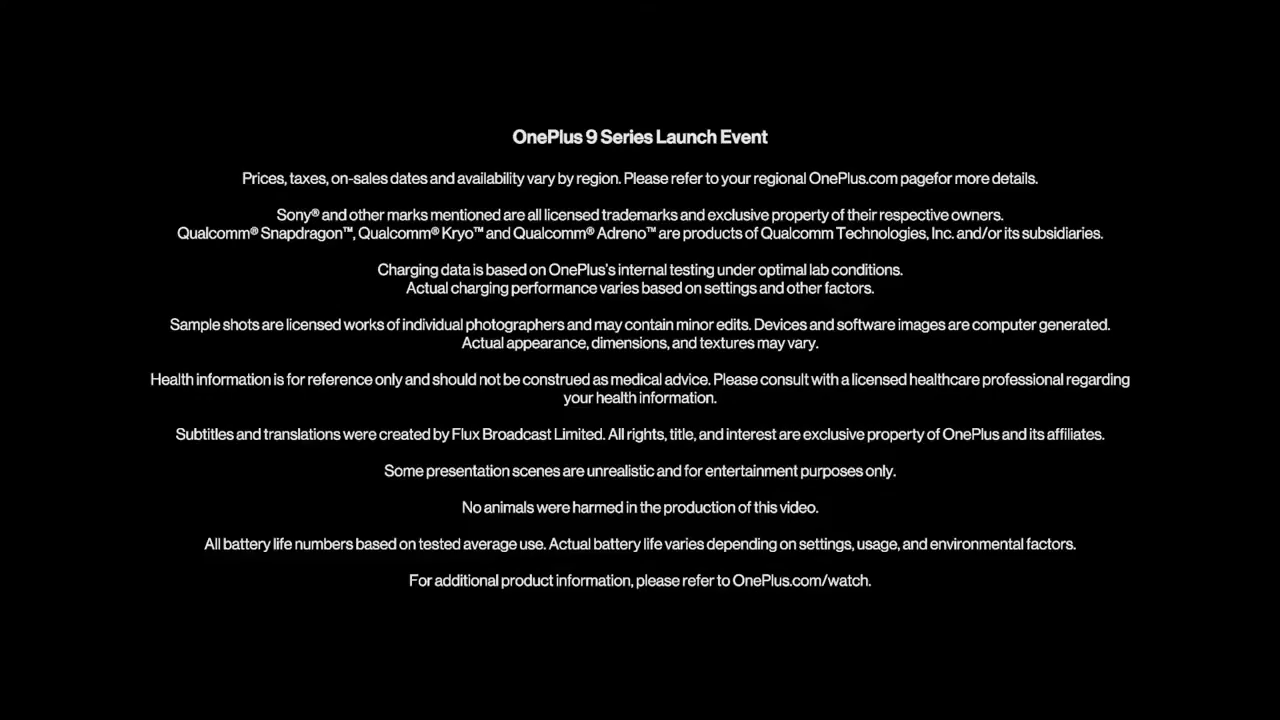 OnePlus 9 Series Launch Event
Prices, taxes, on-sales dates and availability vary by region. Please refer to your regional OnePlus.com pagefor more details.
Sony® and other marks mentioned are all licensed trademarks and exclusive property of their respective owners.
Qualcomm® Snapdragon™, Qualcomm® Kryo™ and Qualcomm® Adreno™ are products of Qualcomm Technologies, Inc. and/or its subsidiaries.
Charging data is based on OnePlus's internal testing under optimal lab conditions.
Actual charging performance varies based on settings and other factors.
Sample shots are licensed works of individual photographers and may contain minor edits. Devices and software images are computer generated.
Actual appearance, dimensions, and textures may vary.
Health information is for reference only and should not be construed as medical advice. Please consult with a licensed healthcare professional regarding
your health information.
Subtitles and translations were created by Flux Broadcast Limited. All rights, title, and interest are exclusive property of OnePlus and its affiliates.
Some presentation scenes are unrealistic and for entertainment purposes only.
No animals were harmed in the production of this video.
All battery life numbers based on tested average use. Actual battery life varies depending on settings, usage, and environmental factors.
For additional product information, please refer to OnePlus.com/watch.